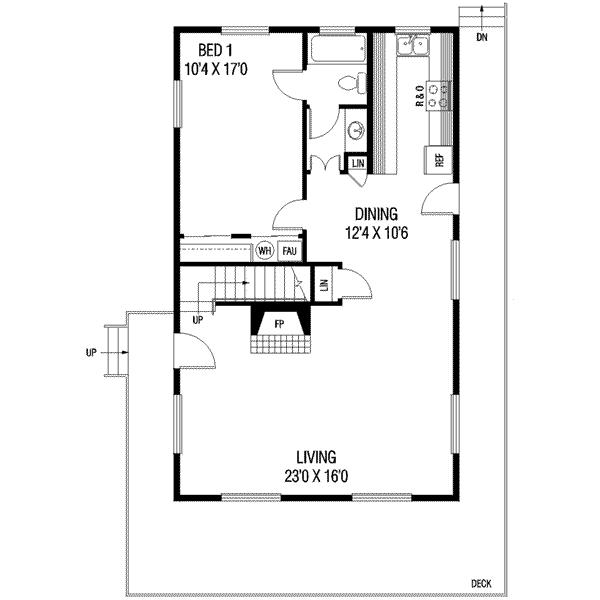 DN
BED 1
10'4 X 17'0
R & O
REF
LIN
DINING
12'4 X 10'6
WH
FAU
LIN
UP
FP
UP
LIVING
23'0 X 16'0
DECK